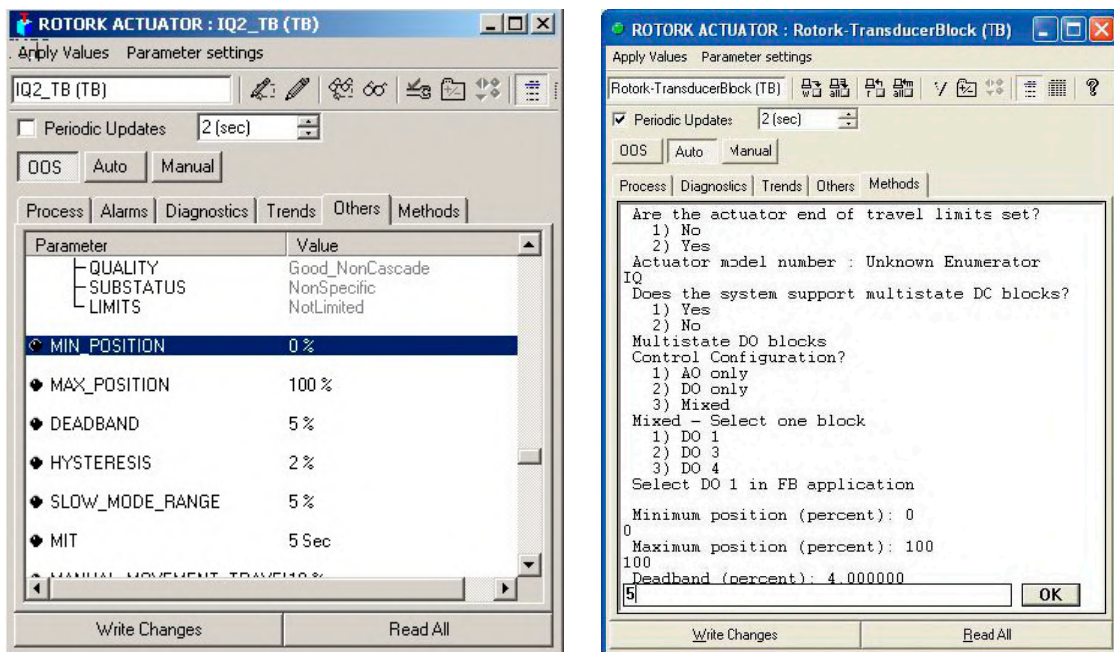 ROTORK ACTUATOR : IQ2_TB (TB)
Apply Values Parameter settings
IQ2_TB (TB)
Periodic Updates 2 (sec)
OOS Auto Manual
Process Alarms Diagnostics Trends Others Methods
Parameter Value
QUALITY Good_NonCascade
SUBSTATUS NonSpecific
LIMITS NotLimited
MIN_POSITION 0 %
MAX_POSITION 100 %
DEADBAND 5 %
HYSTERESIS 2 %
SLOW_MODE_RANGE 5 %
MIT 5 Sec
MANUAL_MOVEMENT_TRAVEL 10 %
Write Changes Read All
ROTORK ACTUATOR : Rotork-TransducerBlock (TB)
Apply Values Parameter settings
Rotork-TransducerBlock (TB)
Periodic Updates 2 (sec)
OOS Auto Manual
Process Diagnostics Trends Others Methods
Are the actuator end of travel limits set?
1) No
2) Yes
Actuator model number : Unknown Enumerator
IQ
Does the system support multistate DC blocks?
1) Yes
2) No
Multistate DO blocks
Control Configuration?
1) AO only
2) DO only
3) Mixed
Mixed – Select one block
1) DO 1
2) DO 3
3) DO 4
Select DO 1 in FB application
Minimum position (percent): 0
0
Maximum position (percent): 100
100
Deadband (percent): 4.000000
5 OK
Write Changes Read All